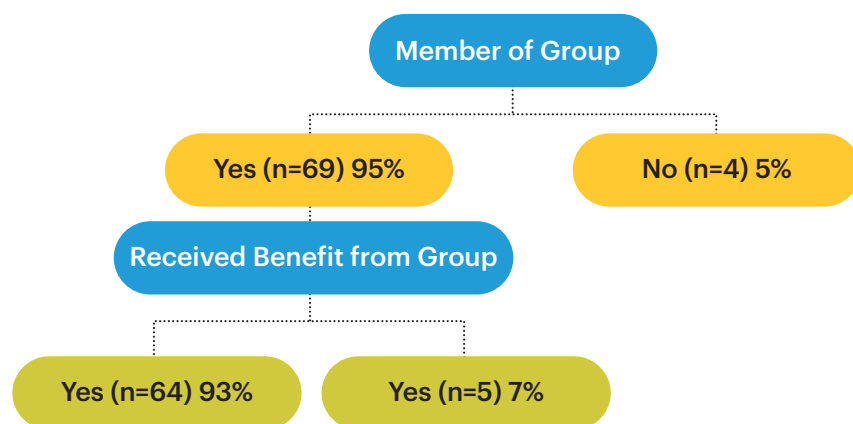 Member of Group
Yes (n=69) 95%
No (n=4) 5%
Received Benefit from Group
Yes (n=64) 93%
Yes (n=5) 7%